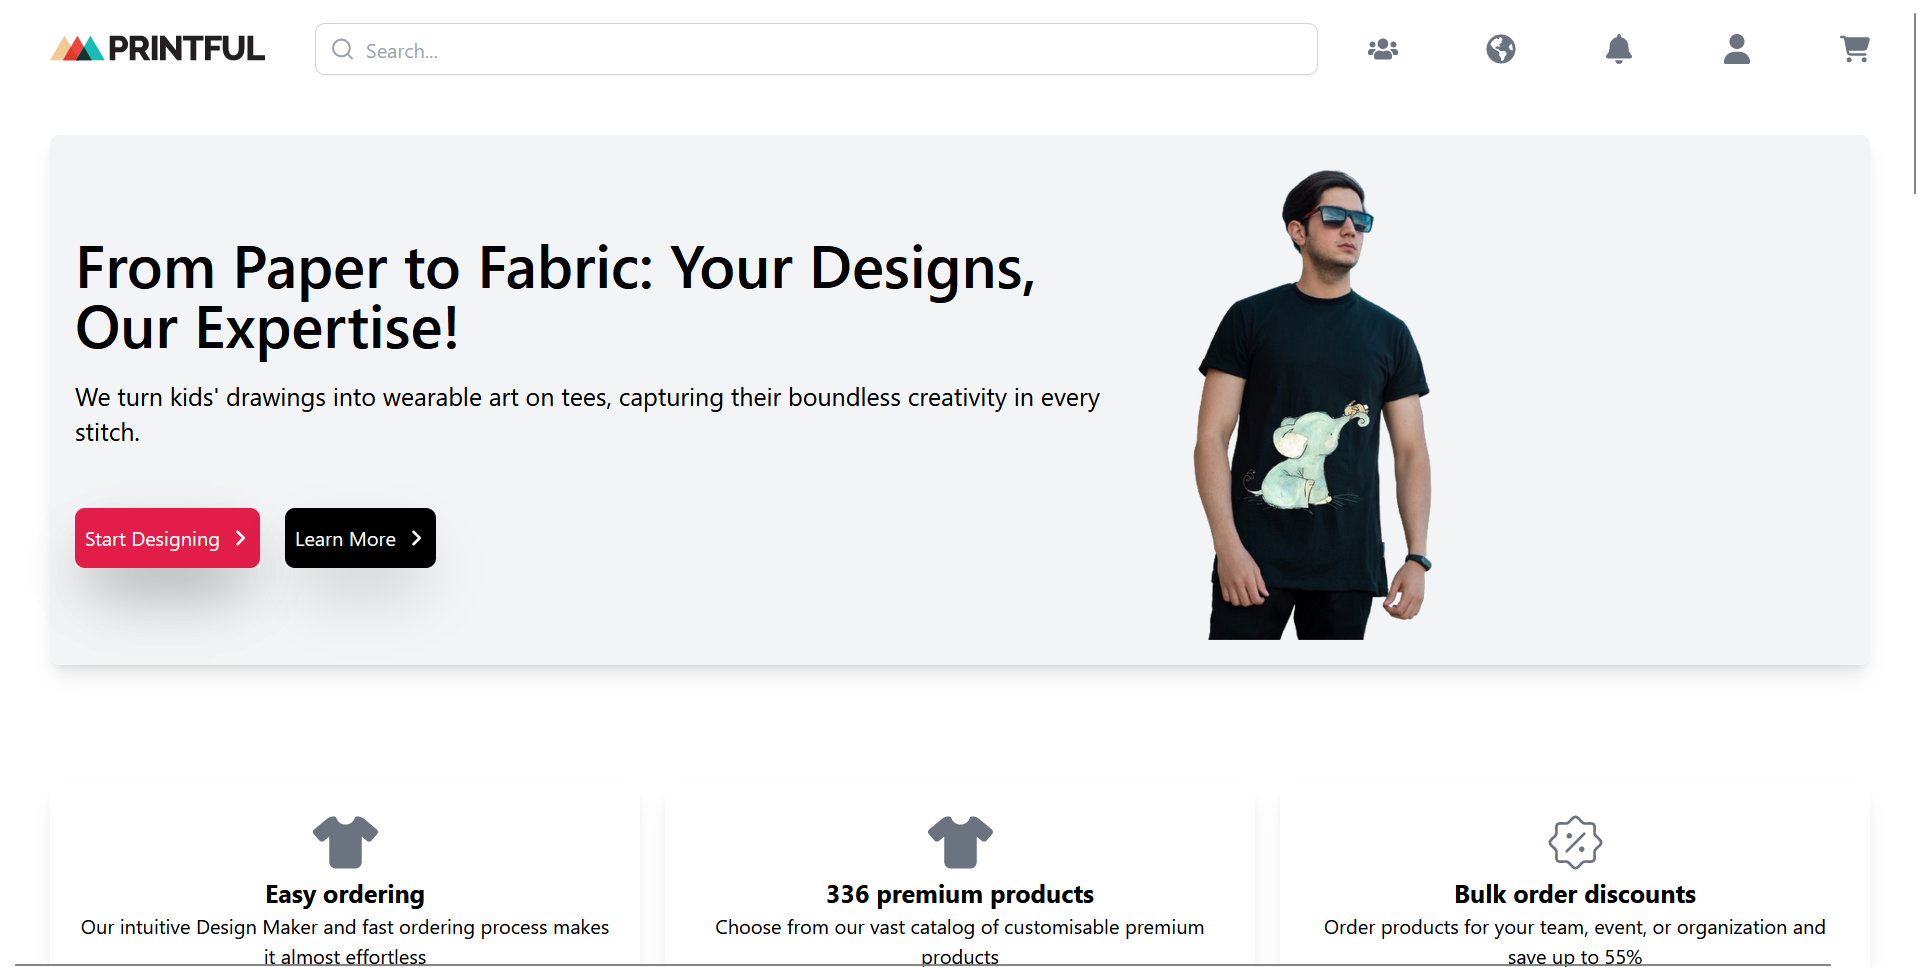 PRINTFUL
Search...
From Paper to Fabric: Your Designs,
Our Expertise!
We turn kids' drawings into wearable art on tees, capturing their boundless creativity in every
stitch.
Start Designing
Learn More
Easy ordering
Our intuitive Design Maker and fast ordering process makes
it almost effortless
336 premium products
Choose from our vast catalog of customisable premium
products
Bulk order discounts
Order products for your team, event, or organization and
save up to 55%